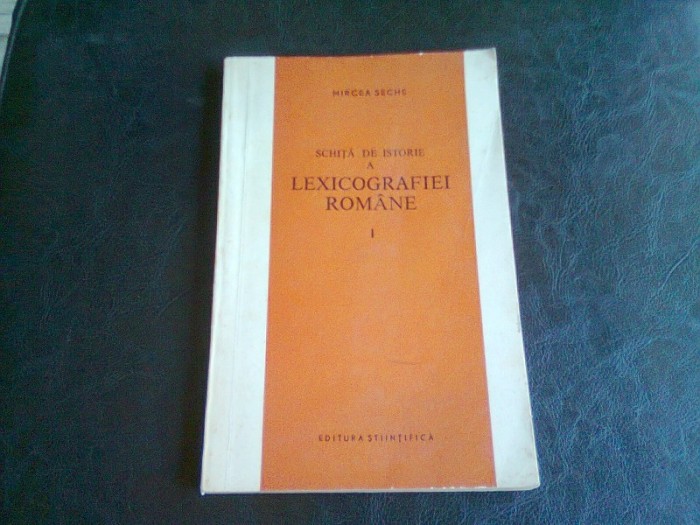 MIRCEA SECHE
SCHIȚĂ DE ISTORIE
A
LEXICOGRAFIEI
ROMÂNE
I
EDITURA ȘTIINȚIFICĂ